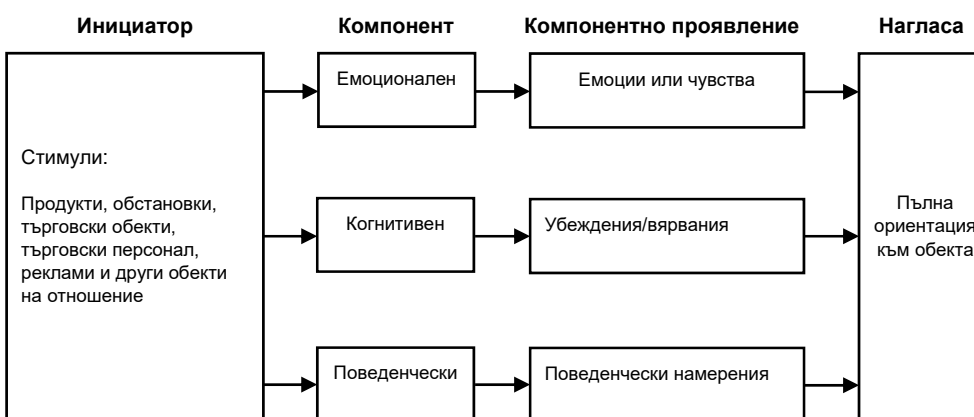 Инициатор
Компонент
Компонентно проявление
Нагласа
Стимули:
Продукти, обстановки,
търговски обекти,
търговски персонал,
реклами и други обекти
на отношение
Емоционален
Емоции или чувства
Когнитивен
Убеждения/вярвания
Поведенчески
Поведенчески намерения
Пълна
ориентация
към обекта